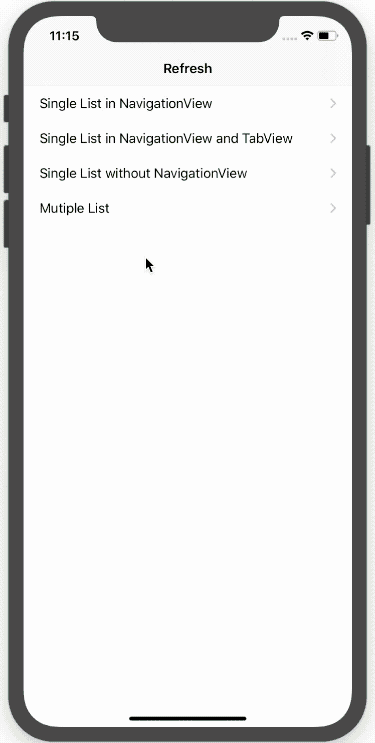 11:15
Refresh
Single List in NavigationView
Single List in NavigationView and TabView
Single List without NavigationView
Mutiple List